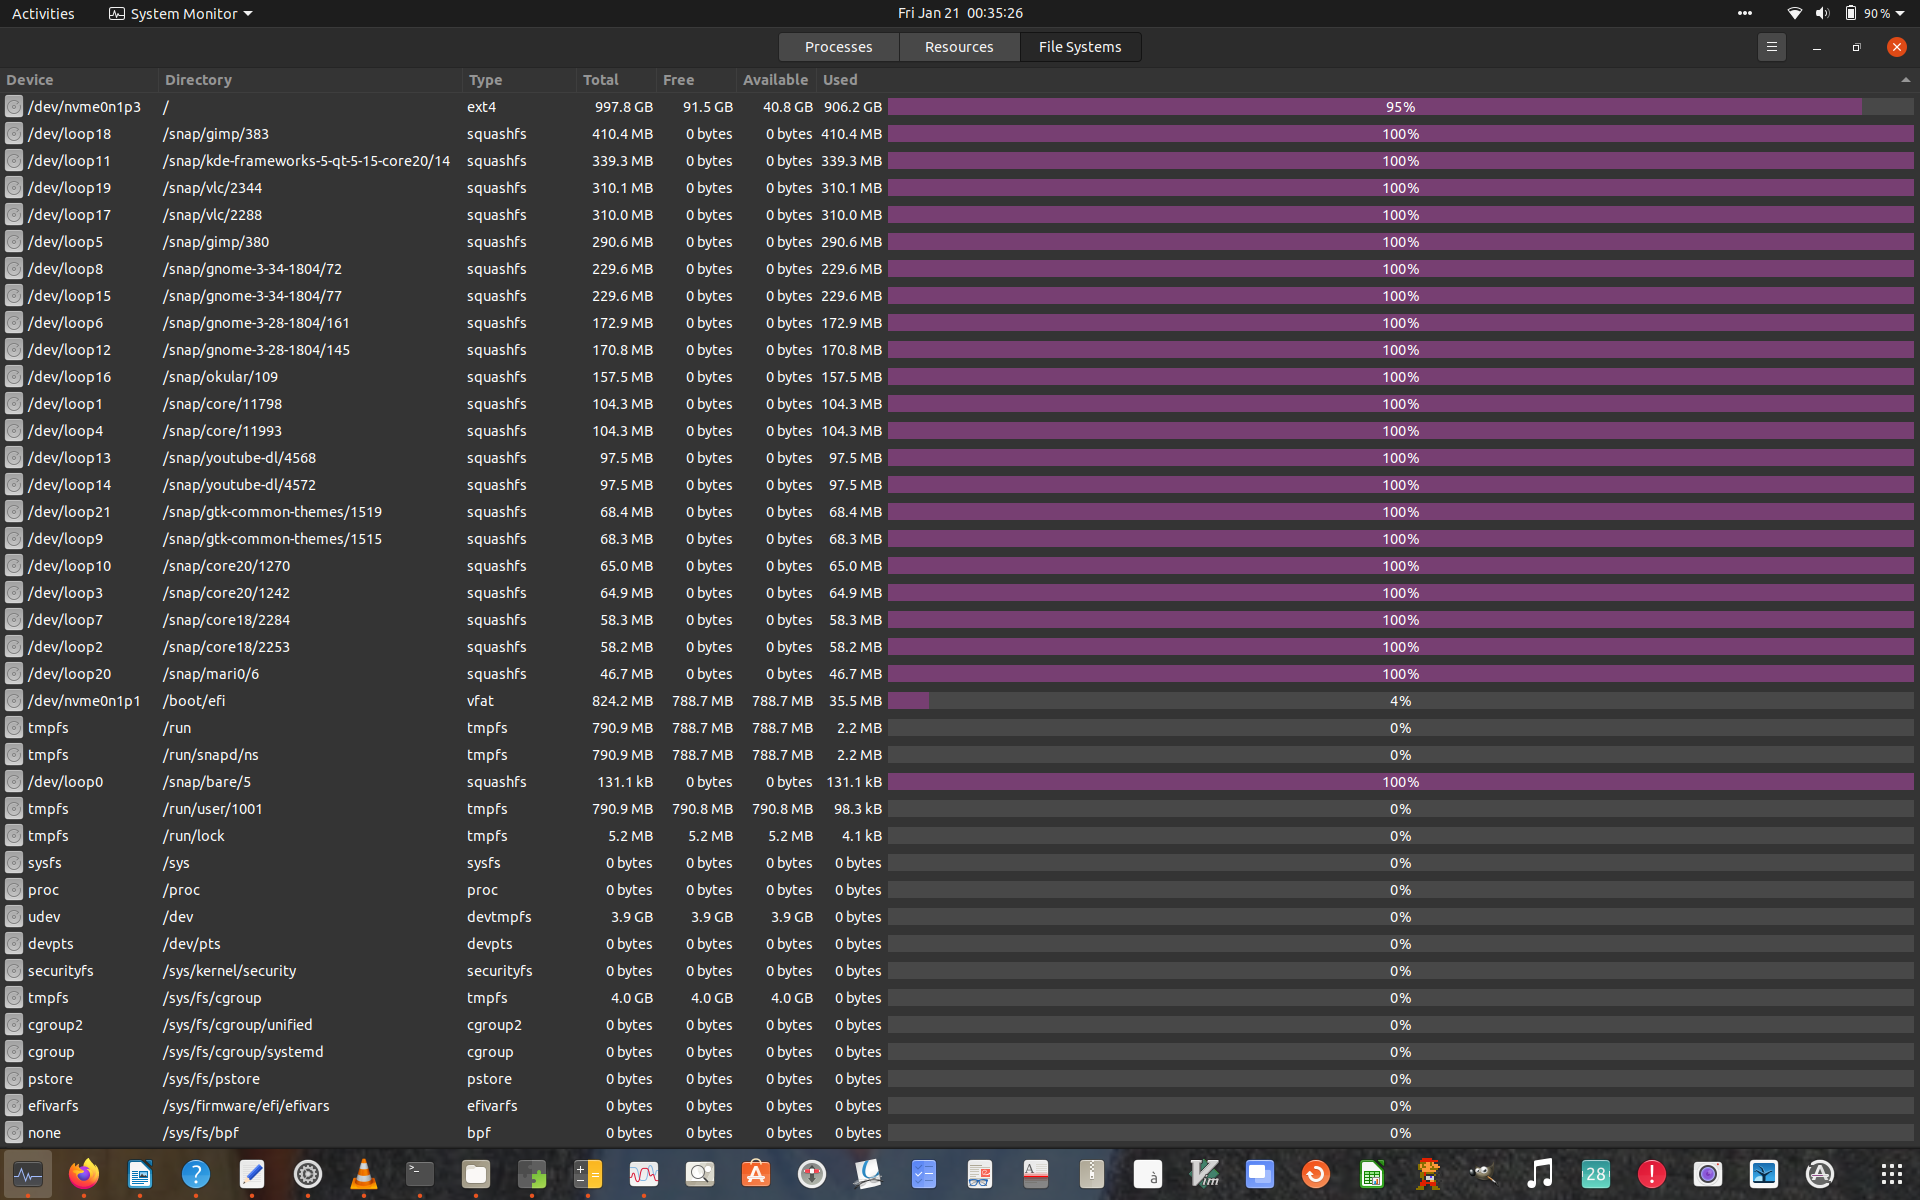 Activities System Monitor Fri Jan 21 00:35:26 90 %
Processes Resources File Systems
Device Directory Type Total Free Available Used
/dev/nvme0n1p3 / ext4 997.8 GB 91.5 GB 40.8 GB 906.2 GB 95%
/dev/loop18 /snap/gimp/383 squashfs 410.4 MB 0 bytes 0 bytes 410.4 MB 100%
/dev/loop11 /snap/kde-frameworks-5-qt-5-15-core20/14 squashfs 339.3 MB 0 bytes 0 bytes 339.3 MB 100%
/dev/loop19 /snap/vlc/2344 squashfs 310.1 MB 0 bytes 0 bytes 310.1 MB 100%
/dev/loop17 /snap/vlc/2288 squashfs 310.0 MB 0 bytes 0 bytes 310.0 MB 100%
/dev/loop5 /snap/gimp/380 squashfs 290.6 MB 0 bytes 0 bytes 290.6 MB 100%
/dev/loop8 /snap/gnome-3-34-1804/72 squashfs 229.6 MB 0 bytes 0 bytes 229.6 MB 100%
/dev/loop15 /snap/gnome-3-34-1804/77 squashfs 229.6 MB 0 bytes 0 bytes 229.6 MB 100%
/dev/loop6 /snap/gnome-3-28-1804/161 squashfs 172.9 MB 0 bytes 0 bytes 172.9 MB 100%
/dev/loop12 /snap/gnome-3-28-1804/145 squashfs 170.8 MB 0 bytes 0 bytes 170.8 MB 100%
/dev/loop16 /snap/okular/109 squashfs 157.5 MB 0 bytes 0 bytes 157.5 MB 100%
/dev/loop1 /snap/core/11798 squashfs 104.3 MB 0 bytes 0 bytes 104.3 MB 100%
/dev/loop4 /snap/core/11993 squashfs 104.3 MB 0 bytes 0 bytes 104.3 MB 100%
/dev/loop13 /snap/youtube-dl/4568 squashfs 97.5 MB 0 bytes 0 bytes 97.5 MB 100%
/dev/loop14 /snap/youtube-dl/4572 squashfs 97.5 MB 0 bytes 0 bytes 97.5 MB 100%
/dev/loop21 /snap/gtk-common-themes/1519 squashfs 68.4 MB 0 bytes 0 bytes 68.4 MB 100%
/dev/loop9 /snap/gtk-common-themes/1515 squashfs 68.3 MB 0 bytes 0 bytes 68.3 MB 100%
/dev/loop10 /snap/core20/1270 squashfs 65.0 MB 0 bytes 0 bytes 65.0 MB 100%
/dev/loop3 /snap/core20/1242 squashfs 64.9 MB 0 bytes 0 bytes 64.9 MB 100%
/dev/loop7 /snap/core18/2284 squashfs 58.3 MB 0 bytes 0 bytes 58.3 MB 100%
/dev/loop2 /snap/core18/2253 squashfs 58.2 MB 0 bytes 0 bytes 58.2 MB 100%
/dev/loop20 /snap/mari0/6 squashfs 46.7 MB 0 bytes 0 bytes 46.7 MB 100%
/dev/nvme0n1p1 /boot/efi vfat 824.2 MB 788.7 MB 788.7 MB 35.5 MB 4%
tmpfs /run tmpfs 790.9 MB 788.7 MB 788.7 MB 2.2 MB 0%
tmpfs /run/snapd/ns tmpfs 790.9 MB 788.7 MB 788.7 MB 2.2 MB 0%
/dev/loop0 /snap/bare/5 squashfs 131.1 kB 0 bytes 0 bytes 131.1 kB 100%
tmpfs /run/user/1001 tmpfs 790.9 MB 790.8 MB 790.8 MB 98.3 kB 0%
tmpfs /run/lock tmpfs 5.2 MB 5.2 MB 5.2 MB 4.1 kB 0%
sysfs /sys sysfs 0 bytes 0 bytes 0 bytes 0 bytes 0%
proc /proc proc 0 bytes 0 bytes 0 bytes 0 bytes 0%
udev /dev devtmpfs 3.9 GB 3.9 GB 3.9 GB 0 bytes 0%
devpts /dev/pts devpts 0 bytes 0 bytes 0 bytes 0 bytes 0%
securityfs /sys/kernel/security securityfs 0 bytes 0 bytes 0 bytes 0 bytes 0%
tmpfs /sys/fs/cgroup tmpfs 4.0 GB 4.0 GB 4.0 GB 0 bytes 0%
cgroup2 /sys/fs/cgroup/unified cgroup2 0 bytes 0 bytes 0 bytes 0 bytes 0%
cgroup /sys/fs/cgroup/systemd cgroup 0 bytes 0 bytes 0 bytes 0 bytes 0%
pstore /sys/fs/pstore pstore 0 bytes 0 bytes 0 bytes 0 bytes 0%
efivarfs /sys/firmware/efi/efivars efivarfs 0 bytes 0 bytes 0 bytes 0 bytes 0%
none /sys/fs/bpf bpf 0 bytes 0 bytes 0 bytes 0 bytes 0%
? >_ A à Vim 28 !